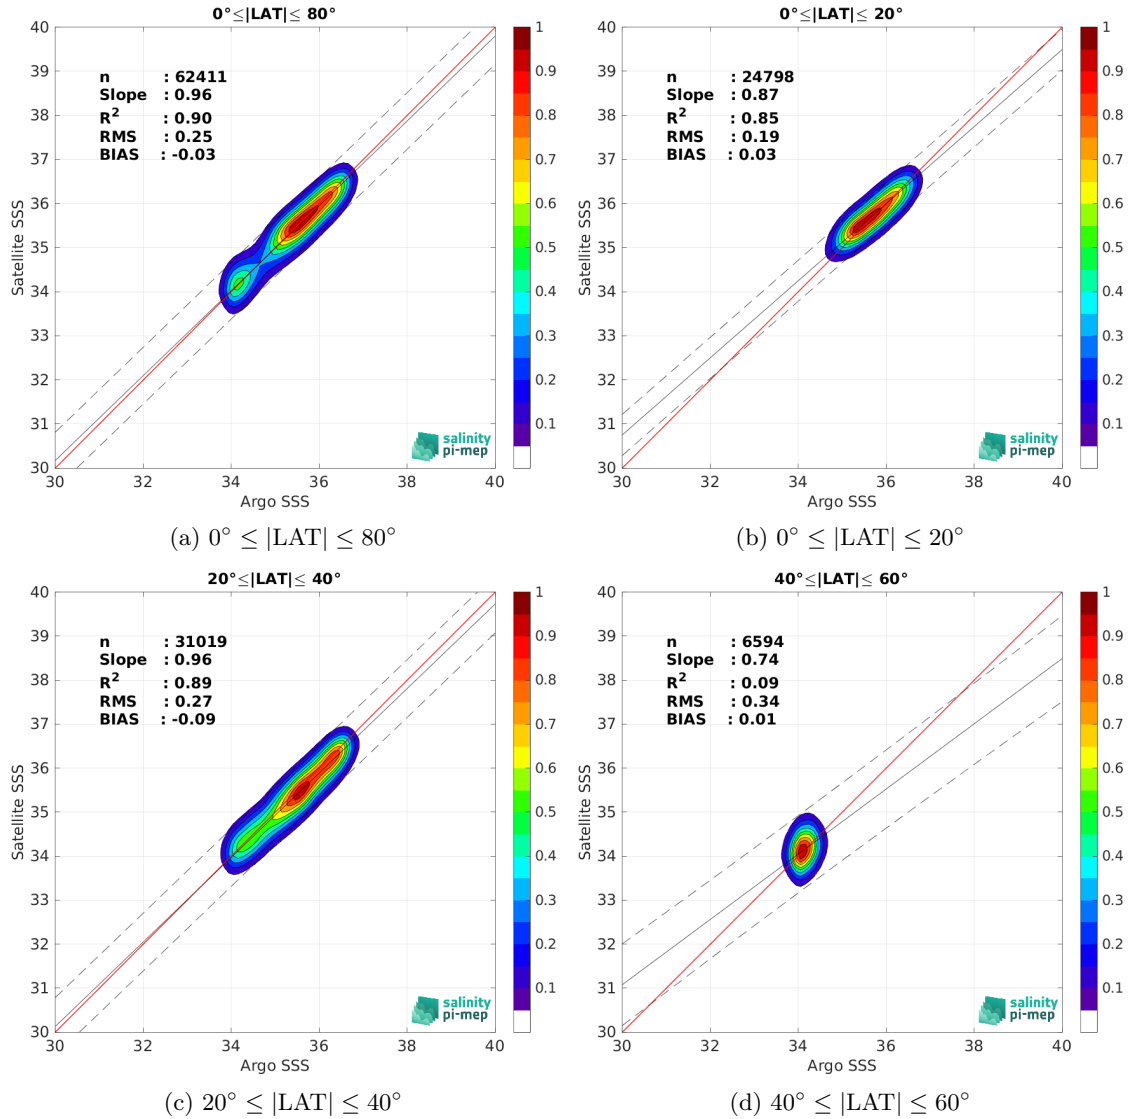 0°≤|LAT|≤ 80°
n : 62411
Slope : 0.96
R² : 0.90
RMS : 0.25
BIAS : -0.03
40
39
38
37
36
35
34
33
32
31
30
Satellite SSS
30 32 34 36 38 40
Argo SSS
1
0.9
0.8
0.7
0.6
0.5
0.4
0.3
0.2
0.1
salinity
pi-mep
(a) 0° ≤ |LAT| ≤ 80°
0°≤|LAT|≤ 20°
n : 24798
Slope : 0.87
R² : 0.85
RMS : 0.19
BIAS : 0.03
40
39
38
37
36
35
34
33
32
31
30
Satellite SSS
30 32 34 36 38 40
Argo SSS
1
0.9
0.8
0.7
0.6
0.5
0.4
0.3
0.2
0.1
salinity
pi-mep
(b) 0° ≤ |LAT| ≤ 20°
20°≤|LAT|≤ 40°
n : 31019
Slope : 0.96
R² : 0.89
RMS : 0.27
BIAS : -0.09
40
39
38
37
36
35
34
33
32
31
30
Satellite SSS
30 32 34 36 38 40
Argo SSS
1
0.9
0.8
0.7
0.6
0.5
0.4
0.3
0.2
0.1
salinity
pi-mep
(c) 20° ≤ |LAT| ≤ 40°
40°≤|LAT|≤ 60°
n : 6594
Slope : 0.74
R² : 0.09
RMS : 0.34
BIAS : 0.01
40
39
38
37
36
35
34
33
32
31
30
Satellite SSS
30 32 34 36 38 40
Argo SSS
1
0.9
0.8
0.7
0.6
0.5
0.4
0.3
0.2
0.1
salinity
pi-mep
(d) 40° ≤ |LAT| ≤ 60°